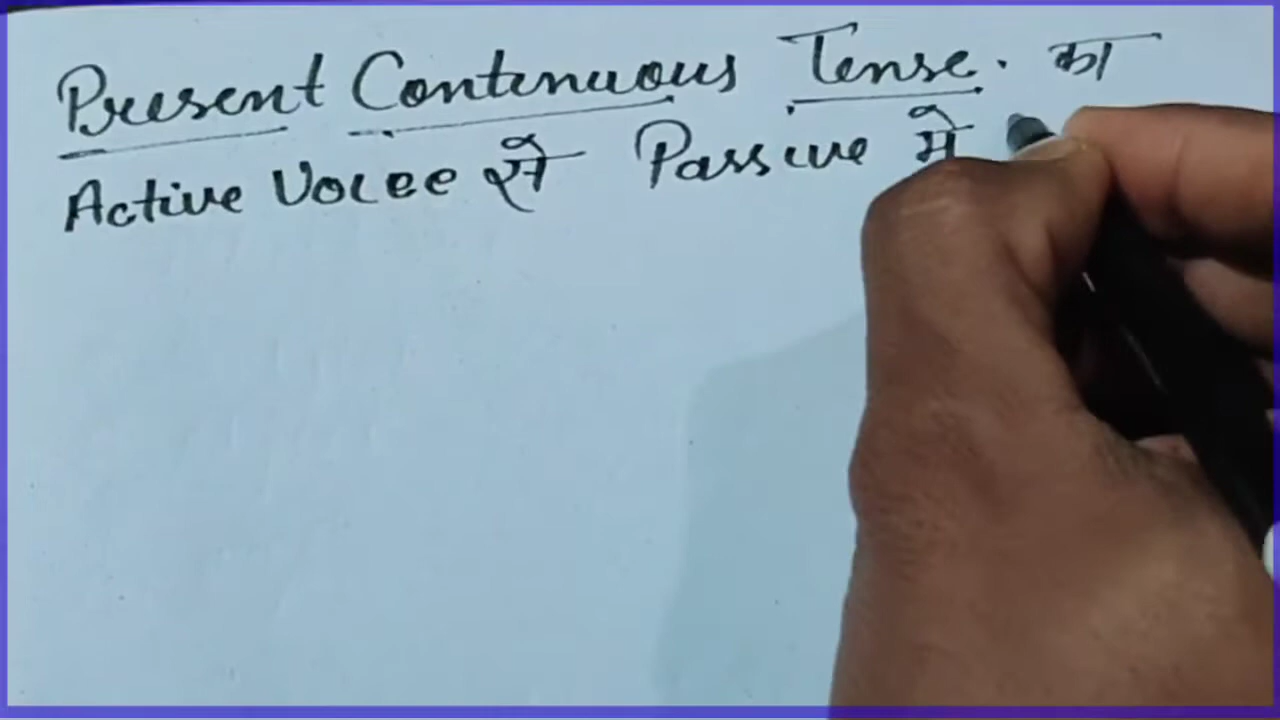 Present Continuous Tense. का
Active Voice से Passive मे